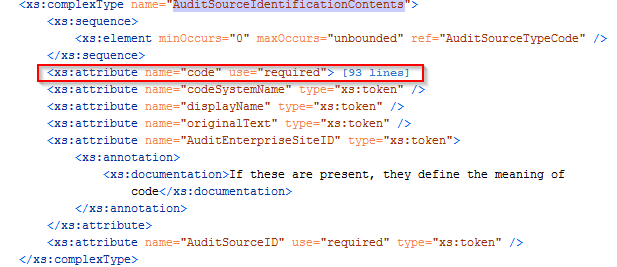 <xs:complexType name="AuditSourceIdentificationContents">
<xs:sequence>
<xs:element minOccurs="0" maxOccurs="unbounded" ref="AuditSourceTypeCode" />
</xs:sequence>
<xs:attribute name="code" use="required"> [93 lines]
<xs:attribute name="codeSystemName" type="xs:token" />
<xs:attribute name="displayName" type="xs:token" />
<xs:attribute name="originalText" type="xs:token" />
<xs:attribute name="AuditEnterpriseSiteID" type="xs:token">
<xs:annotation>
<xs:documentation>If these are present, they define the meaning of
code</xs:documentation>
</xs:annotation>
</xs:attribute>
<xs:attribute name="AuditSourceID" use="required" type="xs:token" />
</xs:complexType>